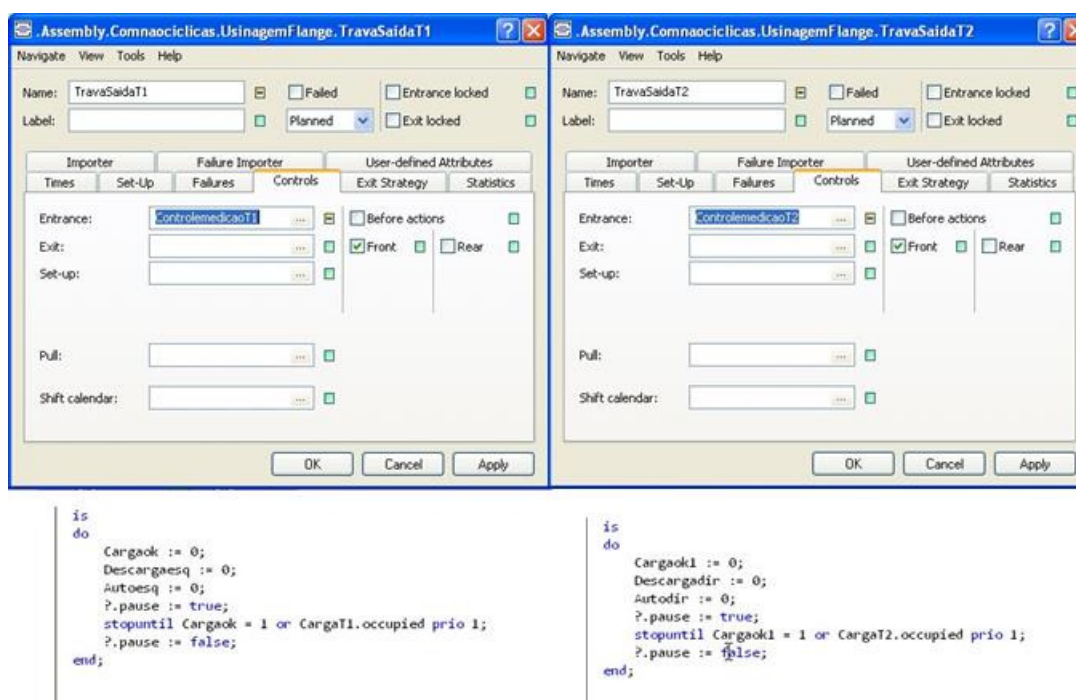 .Assembly.Comnaociclicas.UsinagemFlange.TravaSaidaT1
Navigate View Tools Help
Name: TravaSaidaT1 Failed Entrance locked
Label: Planned Exit locked
Importer Failure Importer User-defined Attributes
Times Set-Up Failures Controls Exit Strategy Statistics
Entrance: ControlemedicaoT1 ... Before actions
Exit: ... Front Rear
Set-up: ...
Pull: ...
Shift calendar: ...
OK Cancel Apply
.Assembly.Comnaociclicas.UsinagemFlange.TravaSaidaT2
Navigate View Tools Help
Name: TravaSaidaT2 Failed Entrance locked
Label: Planned Exit locked
Importer Failure Importer User-defined Attributes
Times Set-Up Failures Controls Exit Strategy Statistics
Entrance: ControlemedicaoT2 ... Before actions
Exit: ... Front Rear
Set-up: ...
Pull: ...
Shift calendar: ...
OK Cancel Apply
is
do
Cargaok := 0;
Descargaesq := 0;
Autoesq := 0;
?.pause := true;
stopuntil Cargaok = 1 or CargaT1.occupied prio 1;
?.pause := false;
end;
is
do
Cargaok1 := 0;
Descargadir := 0;
Autodir := 0;
?.pause := true;
stopuntil Cargaok1 = 1 or CargaT2.occupied prio 1;
?.pause := false;
end;